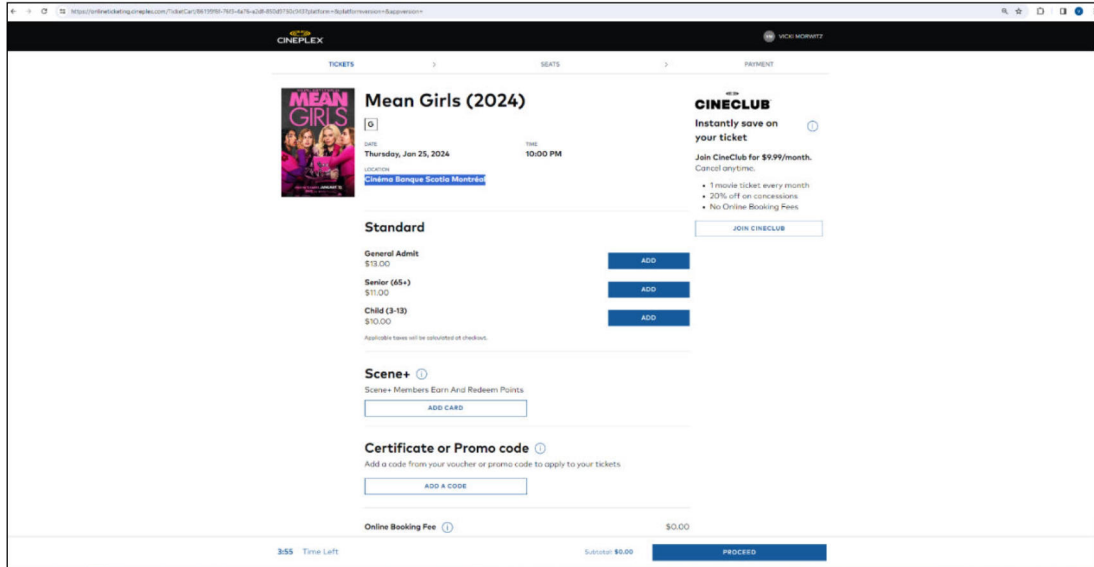 CINEPLEX
VICKI MORWITZ
TICKETS > SEATS > PAYMENT
MEAN
GIRLS
Mean Girls (2024)
G
DATE
Thursday, Jan 25, 2024
TIME
10:00 PM
LOCATION
Cinéma Banque Scotia Montréal
CINECLUB
Instantly save on
your ticket
Join CineClub for $9.99/month.
Cancel anytime.
• 1 movie ticket every month
• 20% off on concessions
• No Online Booking Fees
JOIN CINECLUB
Standard
General Admit
$13.00
ADD
Senior (65+)
$11.00
ADD
Child (3-13)
$10.00
ADD
Applicable taxes will be calculated at checkout.
Scene+
Scene+ Members Earn And Redeem Points
ADD CARD
Certificate or Promo code
Add a code from your voucher or promo code to apply to your tickets
ADD A CODE
Online Booking Fee $0.00
3:55 Time Left
Subtotal: $0.00
PROCEED